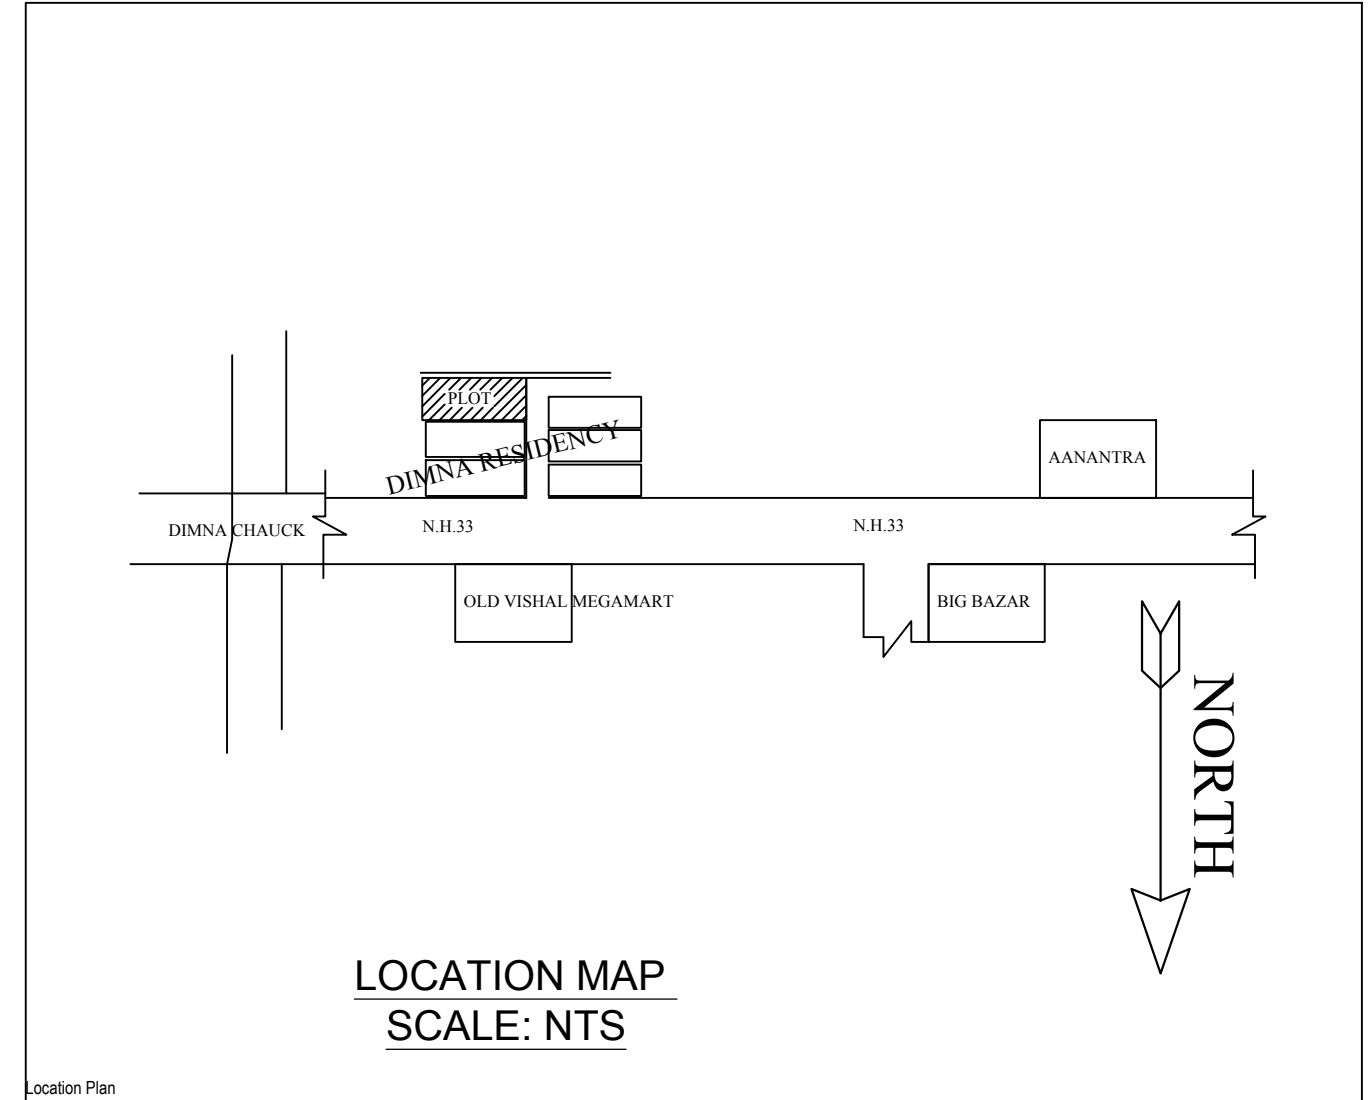 PLOT
DIMNA RESIDENCY
AANANTRA
DIMNA CHAUCK
N.H.33
N.H.33
OLD VISHAL MEGAMART
BIG BAZAR
NORTH
LOCATION MAP
SCALE: NTS
Location Plan